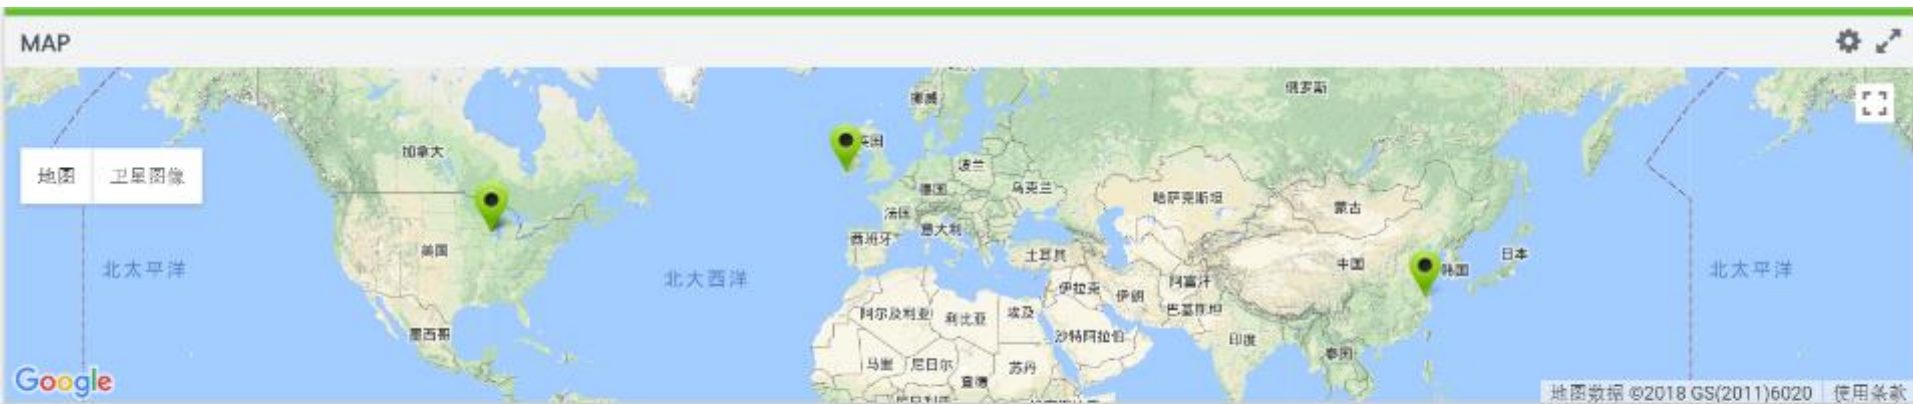 MAP
挪威
俄罗斯
英国
加拿大
波兰
地图
卫星图像
德国
乌克兰
哈萨克斯坦
蒙古
法国
意大利
西班牙
美国
土耳其
中国
韩国
日本
北太平洋
北大西洋
北太平洋
伊拉克
伊朗
阿富汗
巴基斯坦
阿尔及利亚
利比亚
埃及
沙特阿拉伯
墨西哥
印度
泰国
马里
尼日尔
乍得
苏丹
Google
地图数据 ©2018 GS(2011)6020
使用条款